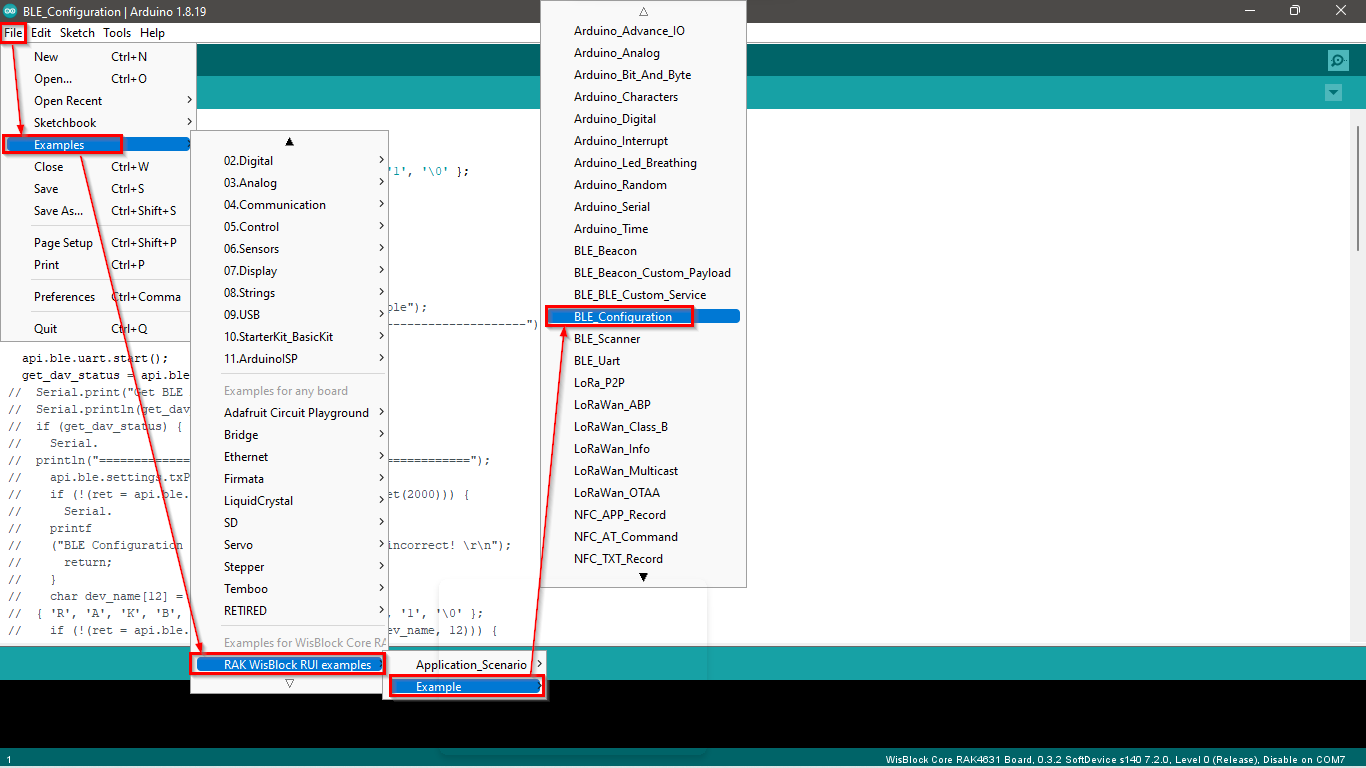 BLE_Configuration | Arduino 1.8.19
File Edit Sketch Tools Help
New Ctrl+N
Open... Ctrl+O
Open Recent
Sketchbook
Examples
Close Ctrl+W
Save Ctrl+S
Save As... Ctrl+Shift+S
Page Setup Ctrl+Shift+P
Print Ctrl+P
Preferences Ctrl+Comma
Quit Ctrl+Q
02.Digital
03.Analog
04.Communication
05.Control
06.Sensors
07.Display
08.Strings
09.USB
10.StarterKit_BasicKit
11.ArduinoISP
Examples for any board
Adafruit Circuit Playground
Bridge
Ethernet
Firmata
LiquidCrystal
SD
Servo
Stepper
Temboo
RETIRED
Examples for WisBlock Core RA
RAK WisBlock RUI examples
Application_Scenario
Example
Arduino_Advance_IO
Arduino_Analog
Arduino_Bit_And_Byte
Arduino_Characters
Arduino_Digital
Arduino_Interrupt
Arduino_Led_Breathing
Arduino_Random
Arduino_Serial
Arduino_Time
BLE_Beacon
BLE_Beacon_Custom_Payload
BLE_BLE_Custom_Service
BLE_Configuration
BLE_Scanner
BLE_Uart
LoRa_P2P
LoRaWan_ABP
LoRaWan_Class_B
LoRaWan_Info
LoRaWan_Multicast
LoRaWan_OTAA
NFC_APP_Record
NFC_AT_Command
NFC_TXT_Record
'1', '\0' };
ble");
====================")
api.ble.uart.start();
get_dav_status = api.ble
// Serial.print("Get BLE
// Serial.println(get_dav
// if (get_dav_status) {
// Serial.
// println("============= ============");
// api.ble.settings.txP
// if (!(ret = api.ble. et(2000))) {
// Serial.
// printf
// ("BLE Configuration incorrect! \r\n");
// return;
// }
// char dev_name[12] =
// { 'R', 'A', 'K', 'B', '1', '\0' };
// if (!(ret = api.ble. ev_name, 12))) {
1 WisBlock Core RAK4631 Board, 0.3.2 SoftDevice s140 7.2.0, Level 0 (Release), Disable on COM7